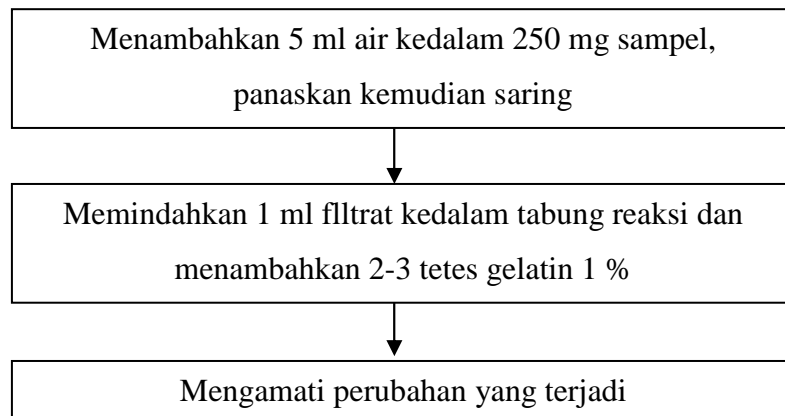 Menambahkan 5 ml air kedalam 250 mg sampel,
panaskan kemudian saring
Memindahkan 1 ml flltrat kedalam tabung reaksi dan
menambahkan 2-3 tetes gelatin 1 %
Mengamati perubahan yang terjadi